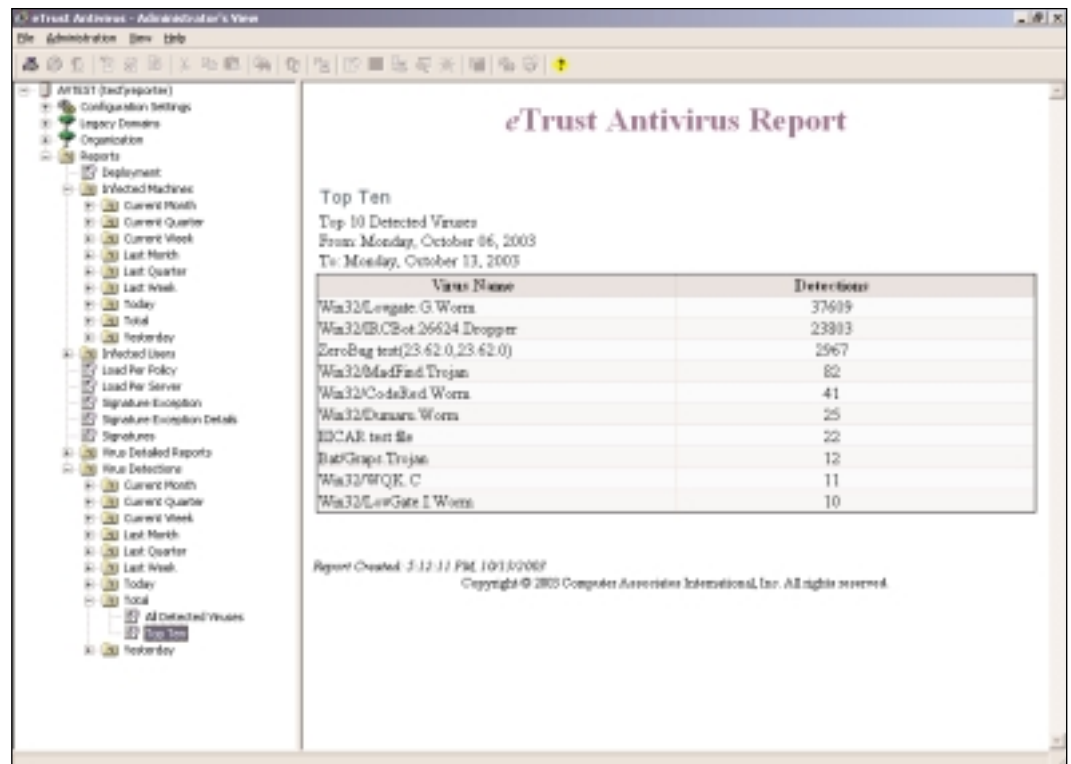 eTrust Antivirus - Administrator's View
File Administration View Help
AVTEST
Configuration Settings
Legacy Domains
Organization
Reports
Deployment
Infected Machines
Current Month
Current Quarter
Current Week
Last Month
Last Quarter
Last Week
Today
Total
Yesterday
Infected Users
Load Per Policy
Load Per Server
Signature Exception
Signature Exception Details
Signatures
Virus Detailed Reports
Virus Detections
Current Month
Current Quarter
Current Week
Last Month
Last Quarter
Last Week
Today
Total
All Detected Viruses
Top Ten
Yesterday
eTrust Antivirus Report
Top Ten
Top 10 Detected Viruses
From: Monday, October 06, 2003
To: Monday, October 13, 2003
Virus Name Detections
Win32/Lovgate.G.Worm 37609
Win32/IRCBot.26624.Dropper 23803
ZeroBug test(23.62.0,23.62.0) 2967
Win32/MadFind.Trojan 82
Win32/CodeRed.Worm 41
Win32/Dumaru.Worm 25
EICAR test file 22
Bat/Graps.Trojan 12
Win32/WQK.C 11
Win32/LovGate.I.Worm 10
Report Created: 5:12:11 PM, 10/13/2003
Copyright © 2003 Computer Associates International, Inc. All rights reserved.